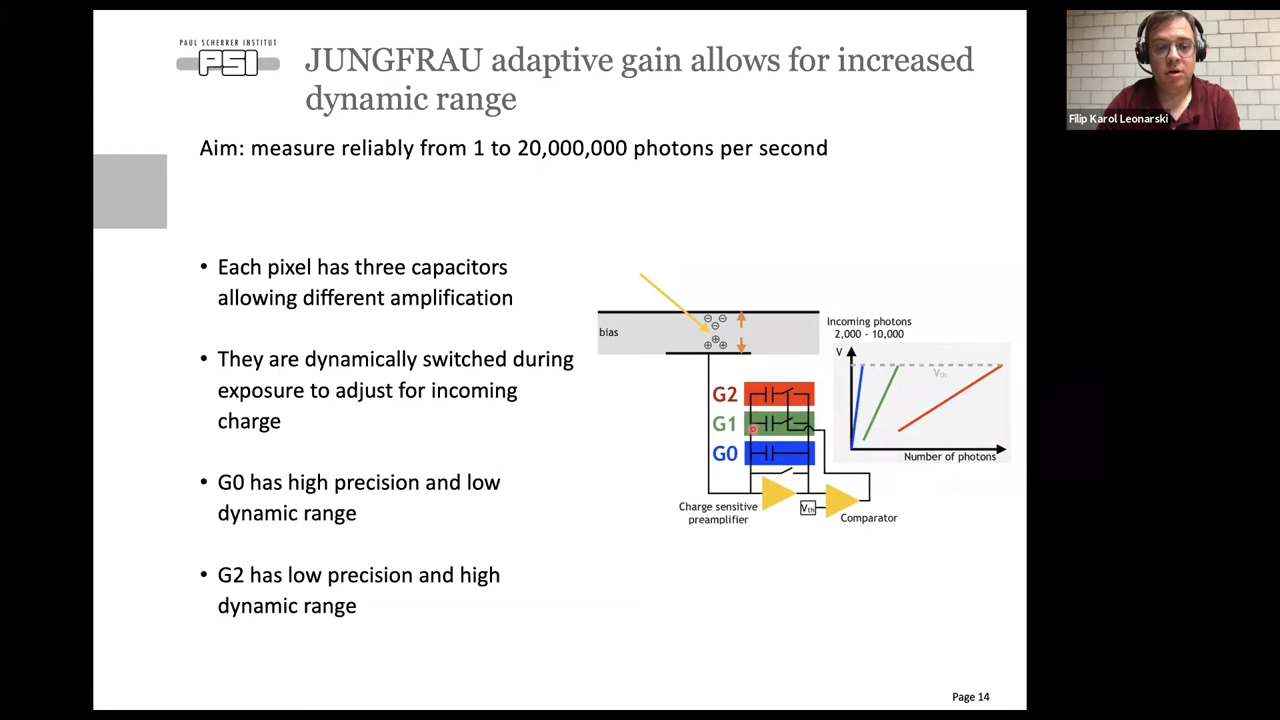 PAUL SCHERRER INSTITUT
PSI
JUNGFRAU adaptive gain allows for increased
dynamic range
Filip Karol Leonarski
Aim: measure reliably from 1 to 20,000,000 photons per second
• Each pixel has three capacitors
allowing different amplification
• They are dynamically switched during
exposure to adjust for incoming
charge
• G0 has high precision and low
dynamic range
• G2 has low precision and high
dynamic range
bias
G2
G1
G0
Charge sensitive
preamplifier
Vth
Comparator
Incoming photons
2,000 - 10,000
V
Vth
Number of photons
Page 14